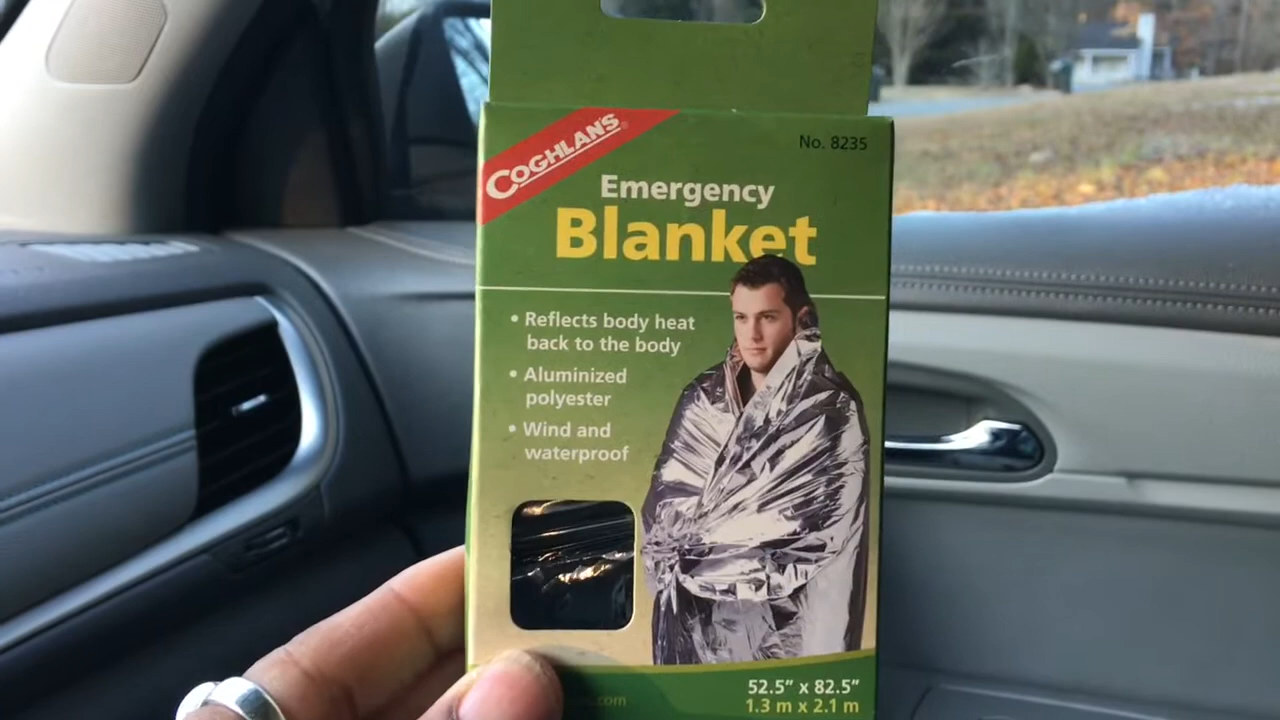 COGHLAN'S®
No. 8235
Emergency
Blanket
• Reflects body heat
back to the body
• Aluminized
polyester
• Wind and
waterproof
.com
52.5” x 82.5”
1.3 m x 2.1 m